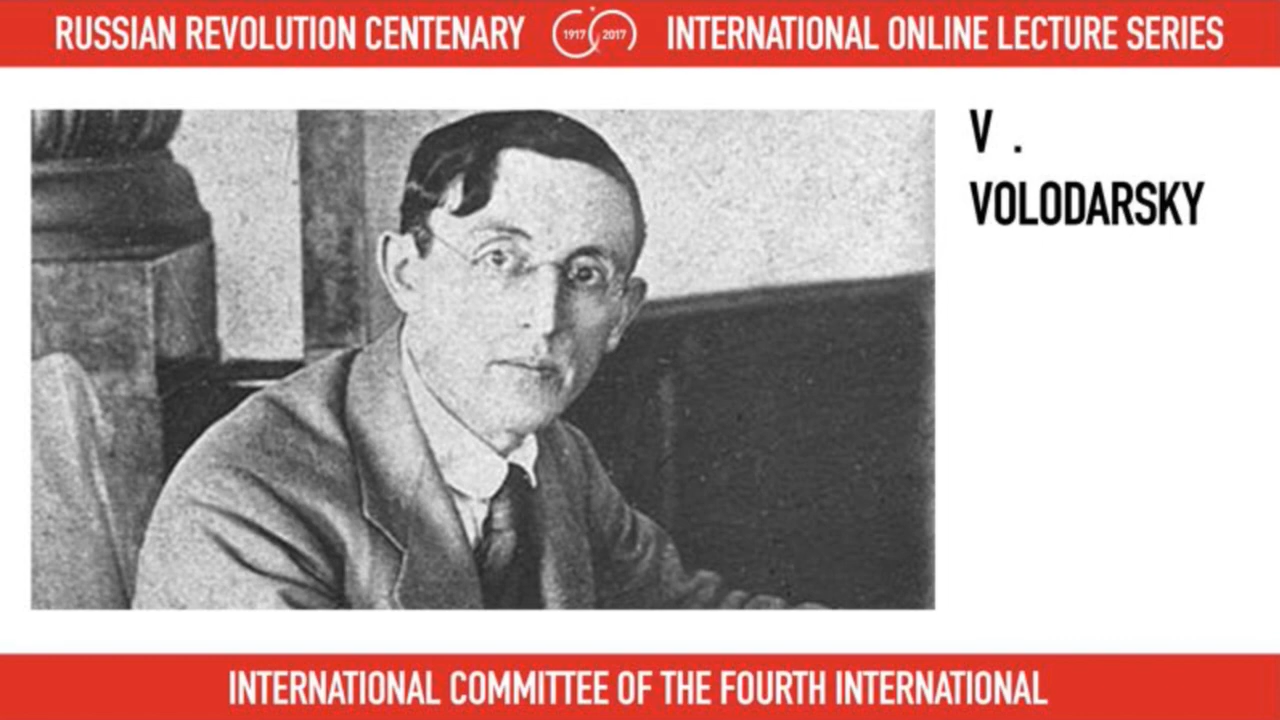 RUSSIAN REVOLUTION CENTENARY 1917 2017 INTERNATIONAL ONLINE LECTURE SERIES
V .
VOLODARSKY
INTERNATIONAL COMMITTEE OF THE FOURTH INTERNATIONAL